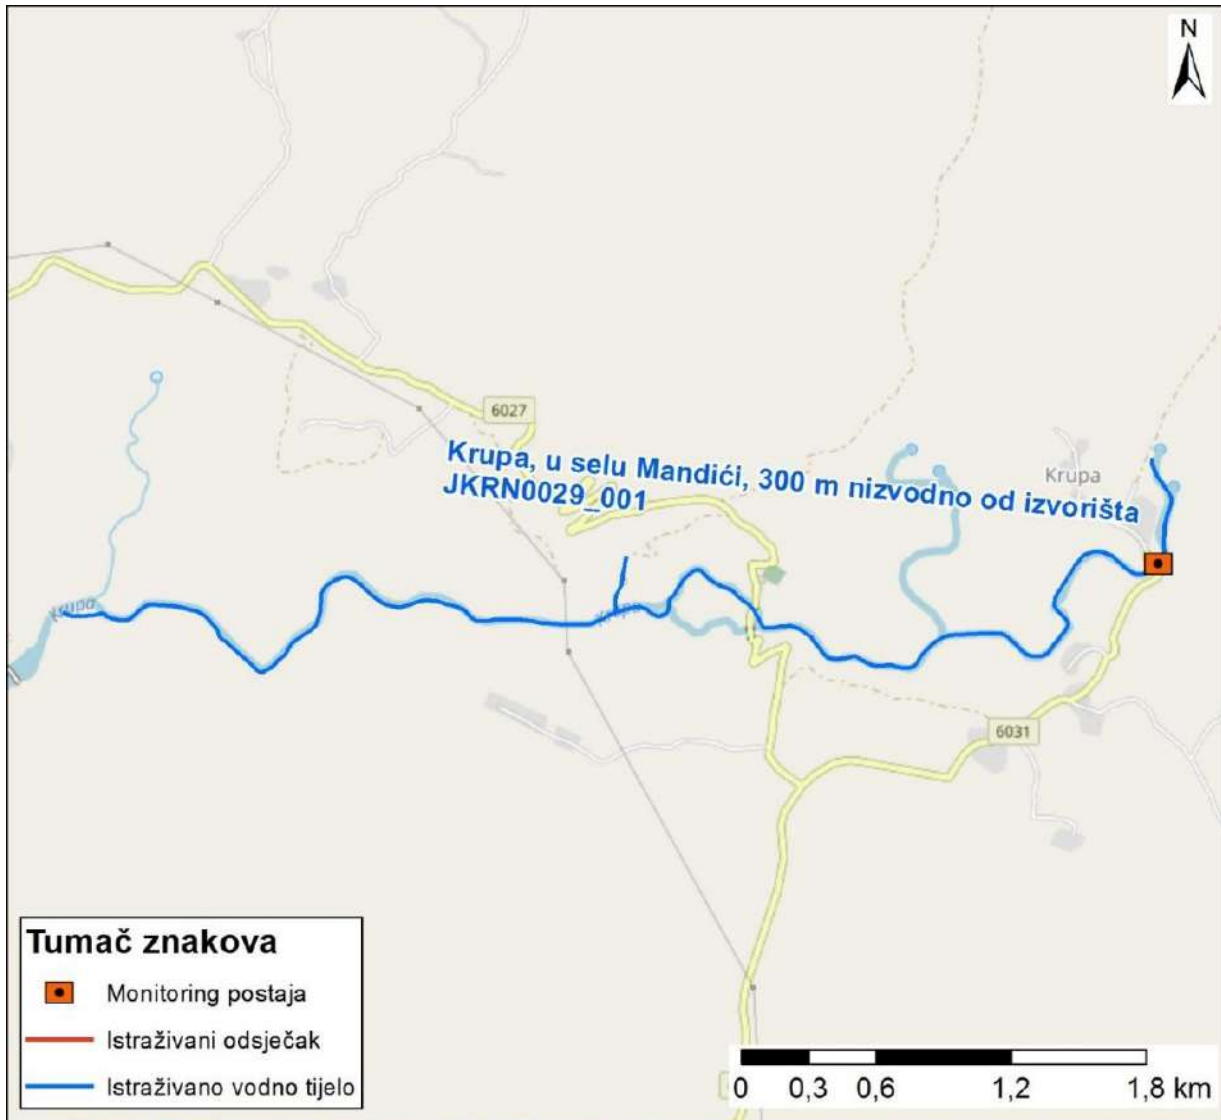 N
6027
Krupa, u selu Mandići, 300 m nizvodno od izvorišta
JKRN0029_001
Krupa
Krupa
Krupa
6031
Tumač znakova
Monitoring postaja
Istraživani odsječak
Istraživano vodno tijelo
0 0,3 0,6 1,2 1,8 km